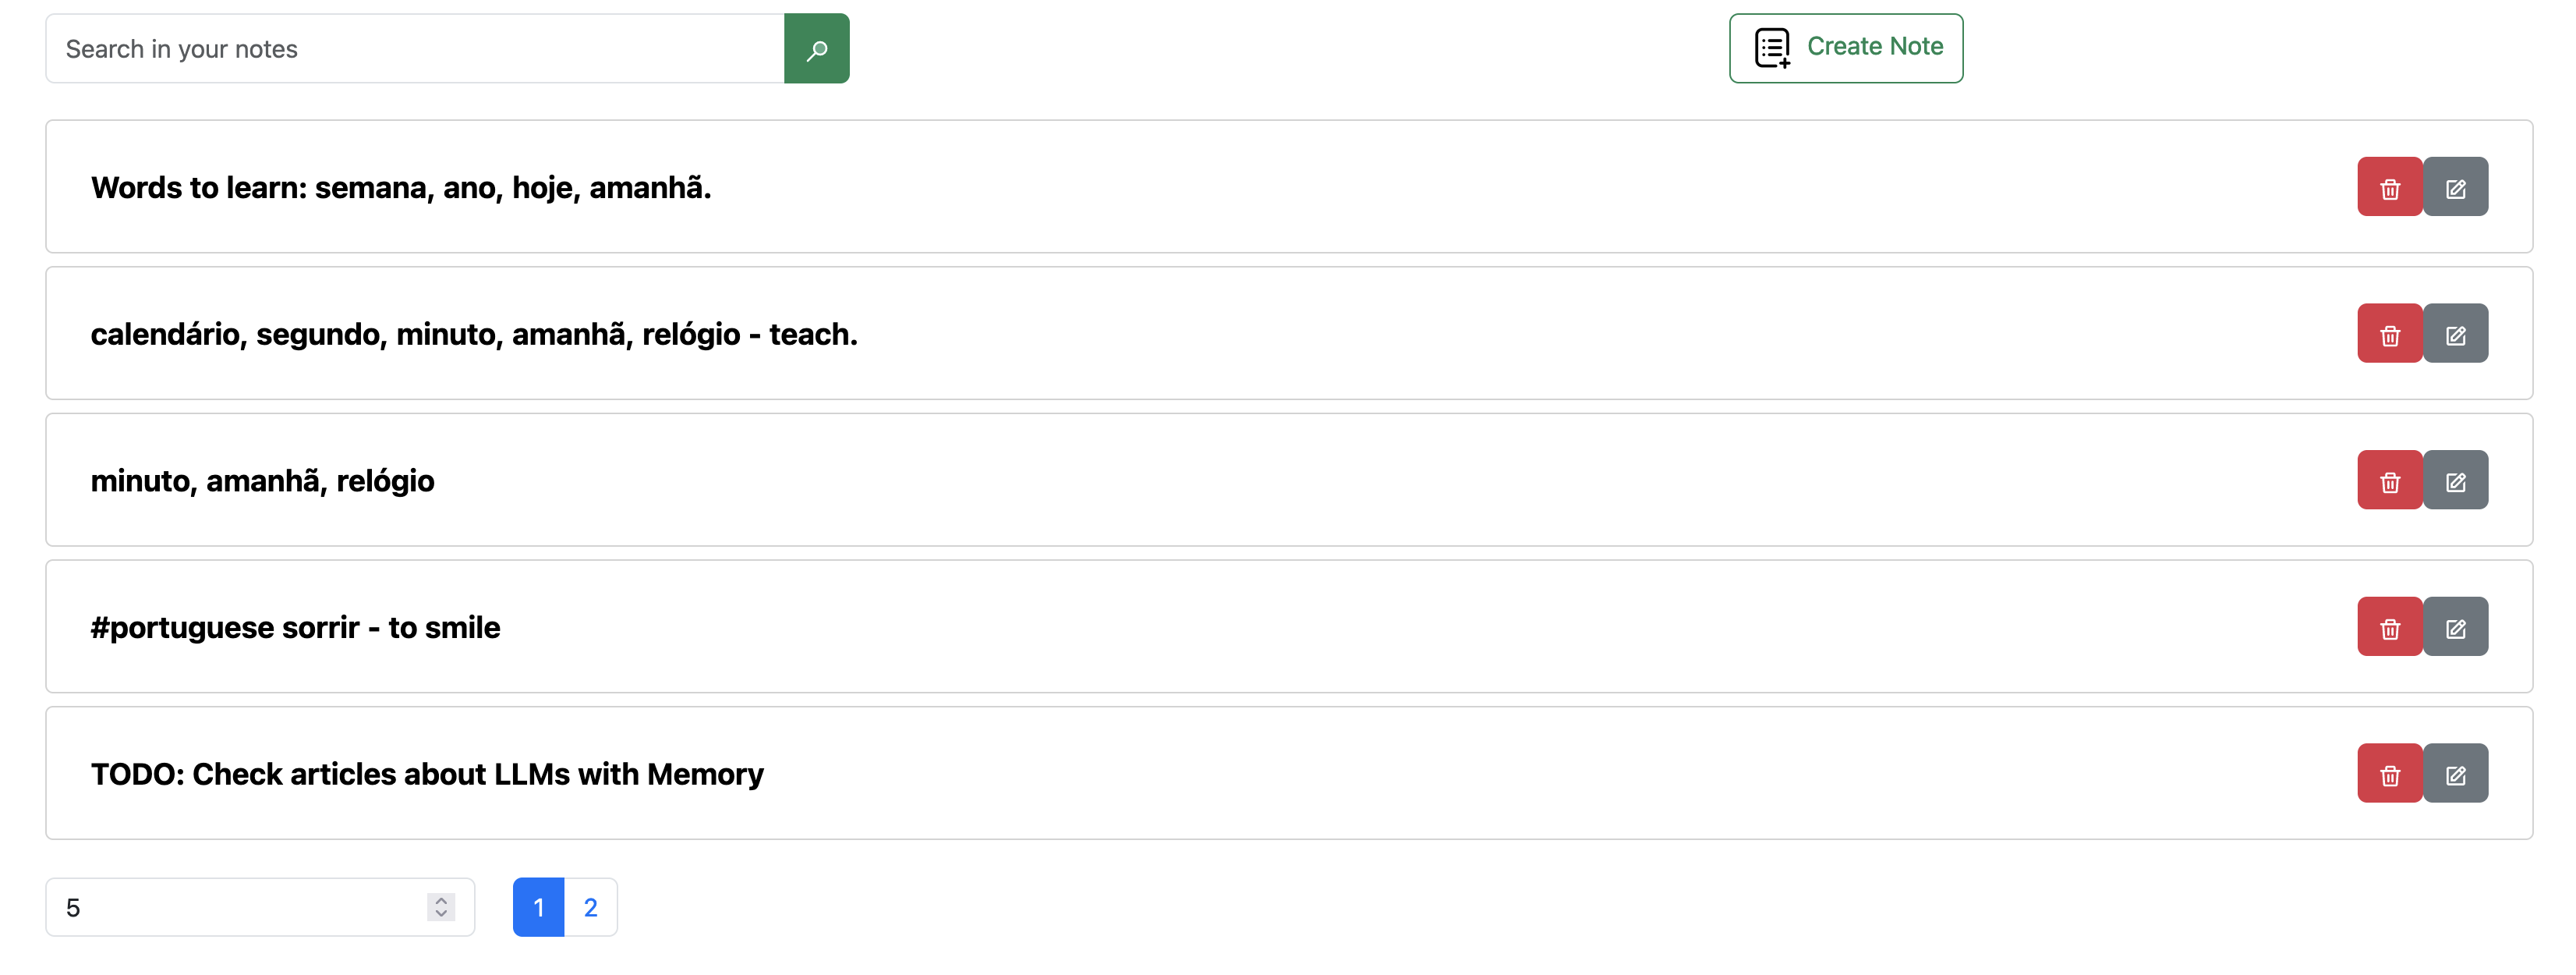 Search in your notes
Create Note
Words to learn: semana, ano, hoje, amanhã.
calendário, segundo, minuto, amanhã, relógio - teach.
minuto, amanhã, relógio
#portuguese sorrir - to smile
TODO: Check articles about LLMs with Memory
5
1
2